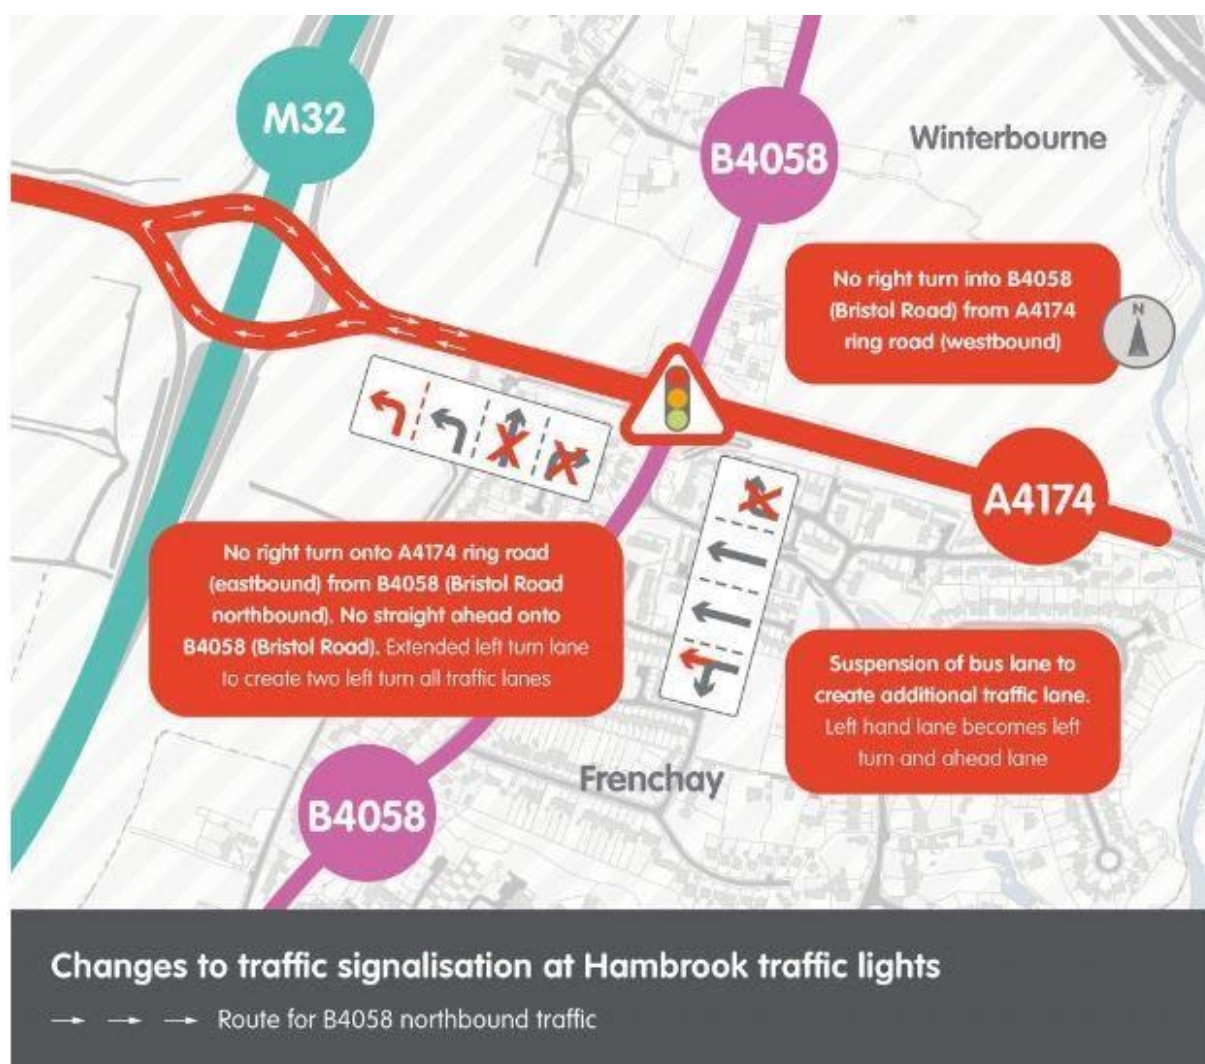 M32
B4058
Winterbourne
No right turn into B4058
(Bristol Road) from A4174
ring road (westbound)
N
A4174
No right turn onto A4174 ring road
(eastbound) from B4058 (Bristol Road
northbound). No straight ahead onto
B4058 (Bristol Road). Extended left turn lane
to create two left turn all traffic lanes
Suspension of bus lane to
create additional traffic lane.
Left hand lane becomes left
turn and ahead lane
Frenchay
B4058
Changes to traffic signalisation at Hambrook traffic lights
Route for B4058 northbound traffic